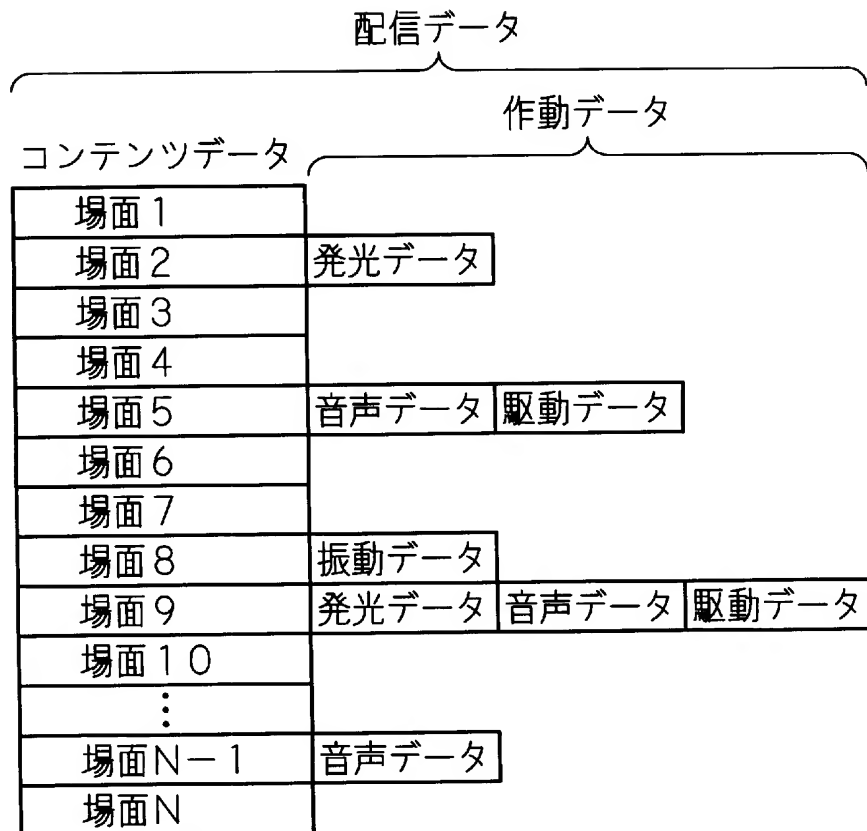 配信データ
作動データ
コンテンツデータ
場面1
場面2 発光データ
場面3
場面4
場面5 音声データ 駆動データ
場面6
場面7
場面8 振動データ
場面9 発光データ 音声データ 駆動データ
場面10
⋮
場面N－1 音声データ
場面N